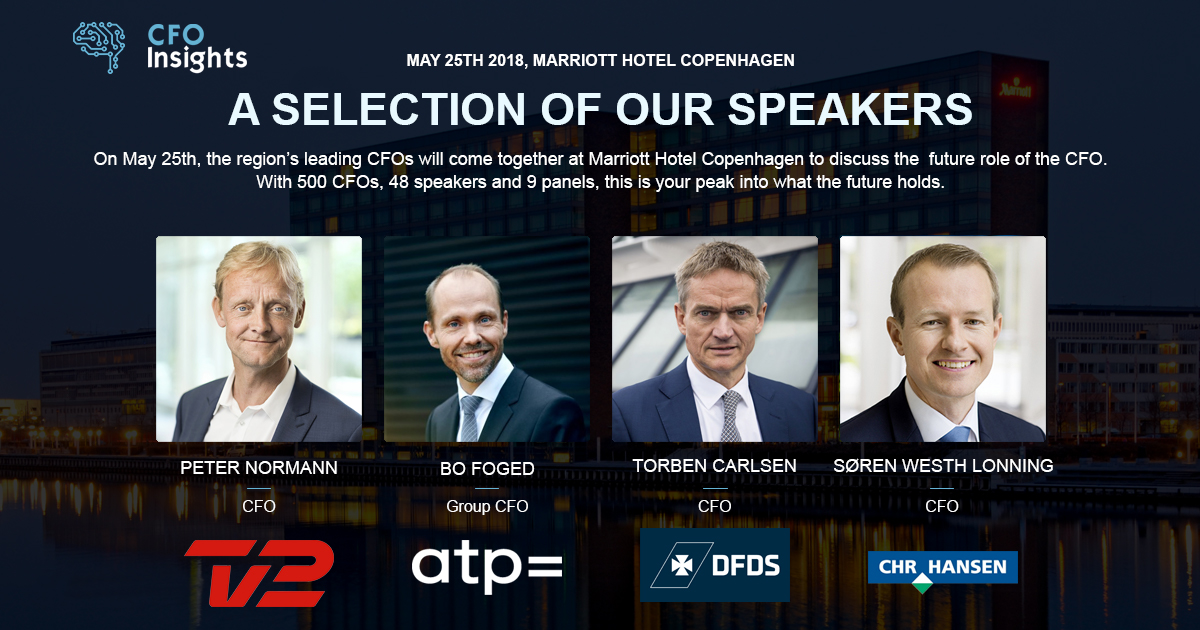 CFO
Insights
MAY 25TH 2018, MARRIOTT HOTEL COPENHAGEN
Marriott
A SELECTION OF OUR SPEAKERS
On May 25th, the region's leading CFOs will come together at Marriott Hotel Copenhagen to discuss the future role of the CFO.
With 500 CFOs, 48 speakers and 9 panels, this is your peak into what the future holds.
PETER NORMANN
CFO
TV2
BO FOGED
Group CFO
atp=
TORBEN CARLSEN
CFO
DFDS
SØREN WESTH LONNING
CFO
CHR HANSEN